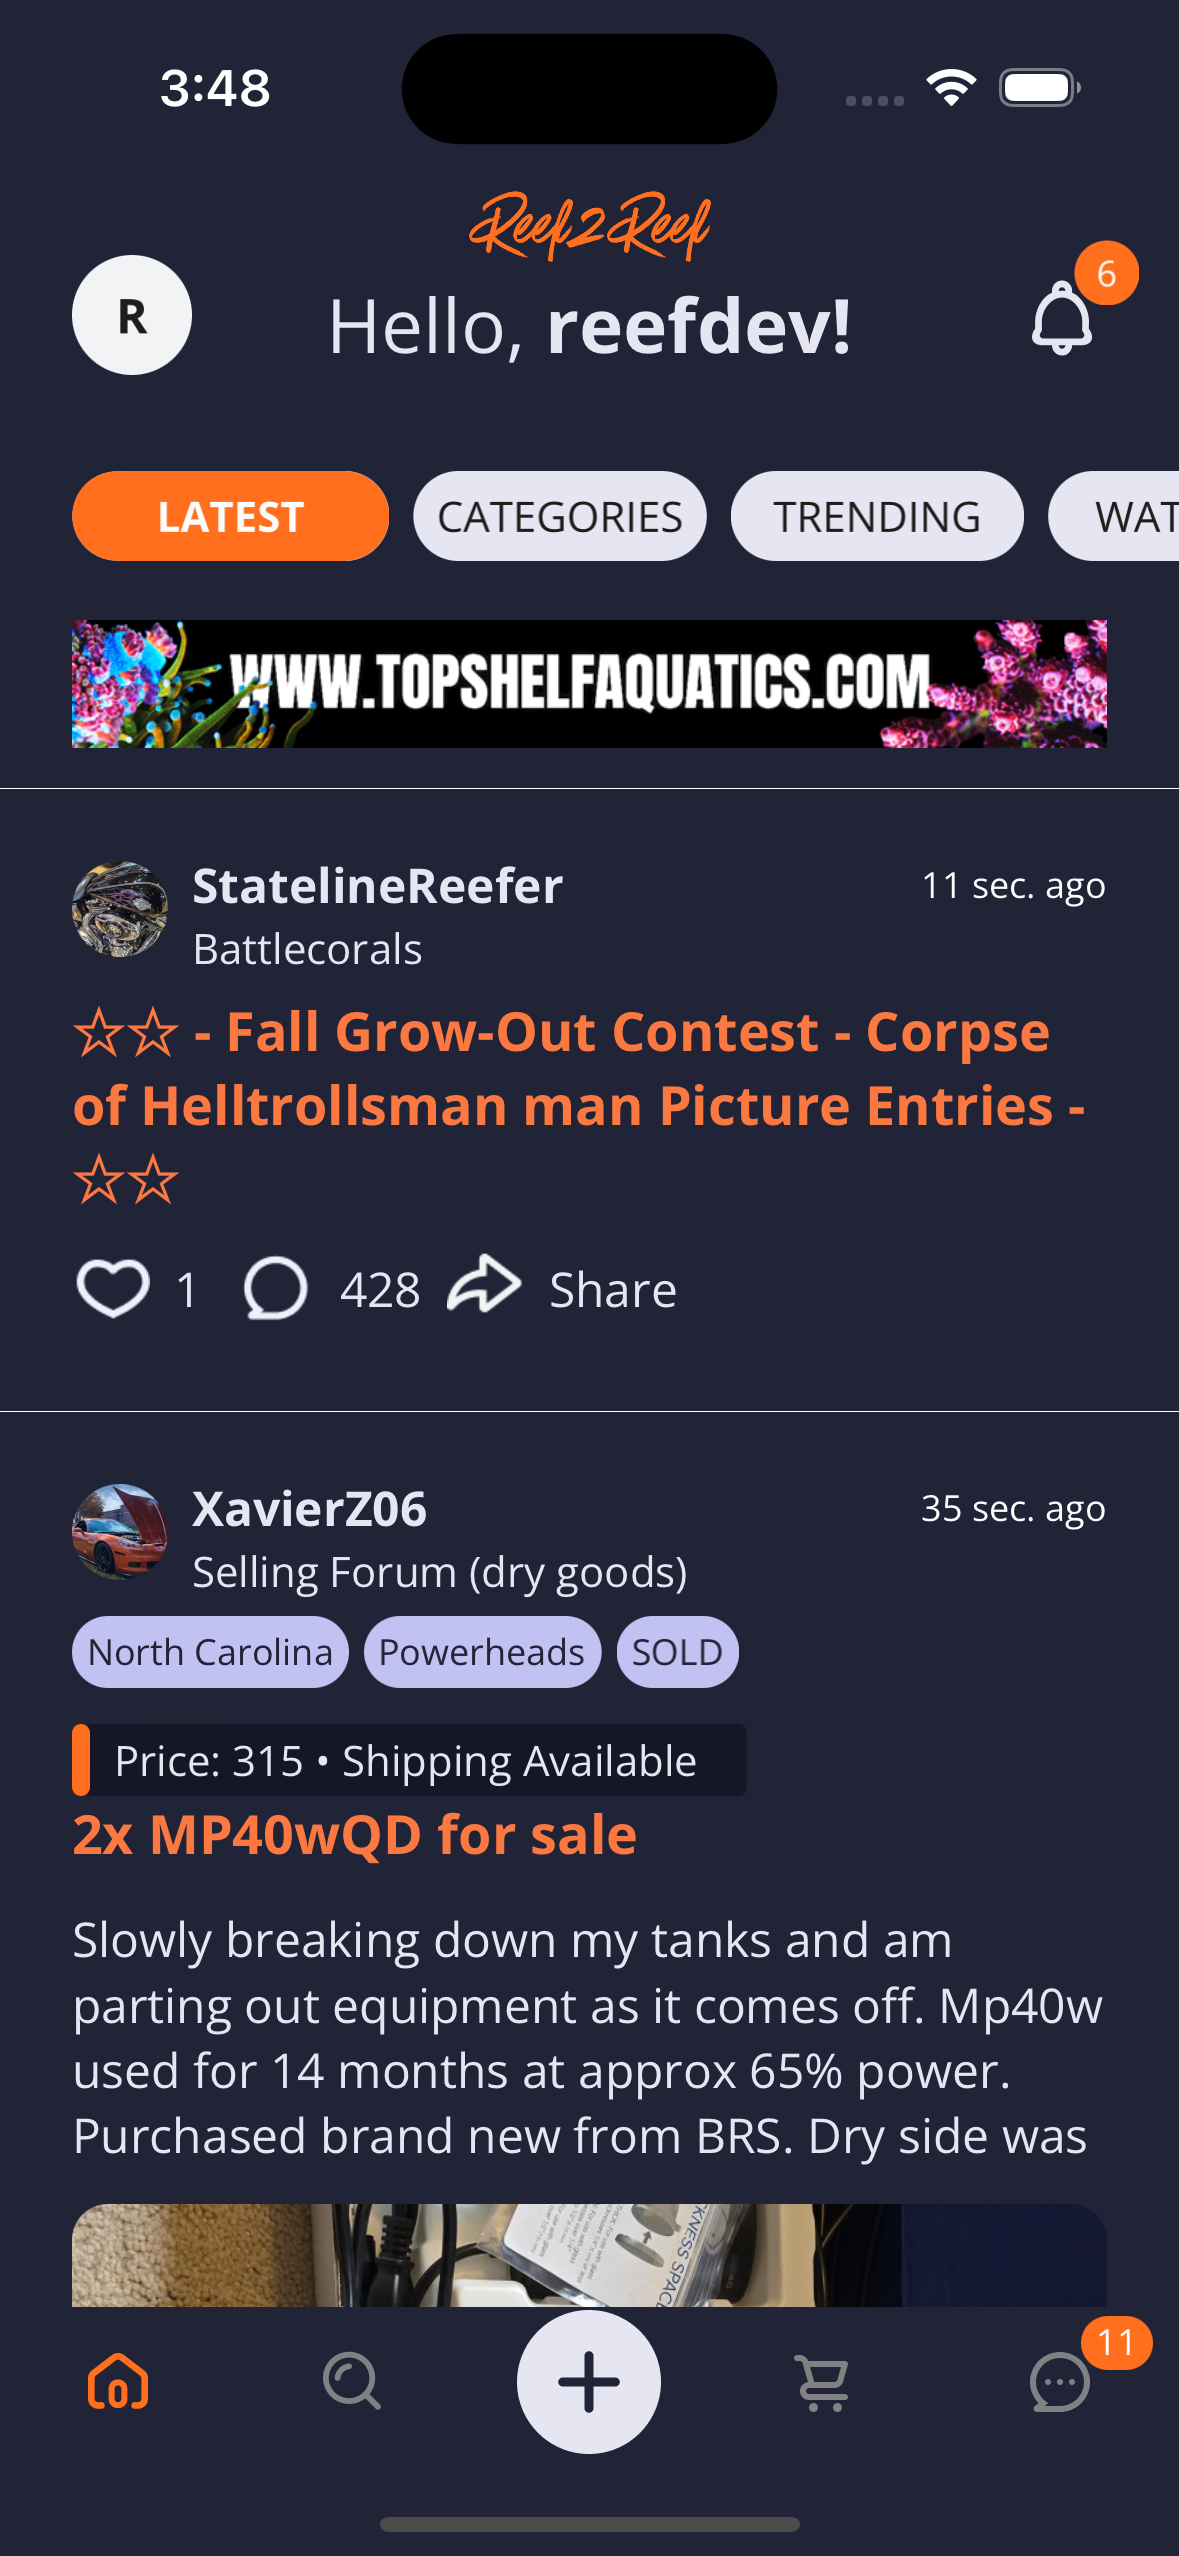 3:48
Reef2Reef
R
Hello, reefdev!
6
LATEST
CATEGORIES
TRENDING
WAT
WWW.TOPSHELFAQUATICS.COM
StatelineReefer
11 sec. ago
Battlecorals
☆☆ - Fall Grow-Out Contest - Corpse
of Helltrollsman man Picture Entries -
☆☆
1
428
Share
XavierZ06
35 sec. ago
Selling Forum (dry goods)
North Carolina
Powerheads
SOLD
Price: 315 • Shipping Available
2x MP40wQD for sale
Slowly breaking down my tanks and am
parting out equipment as it comes off. Mp40w
used for 14 months at approx 65% power.
Purchased brand new from BRS. Dry side was
KNESS SPAC
11